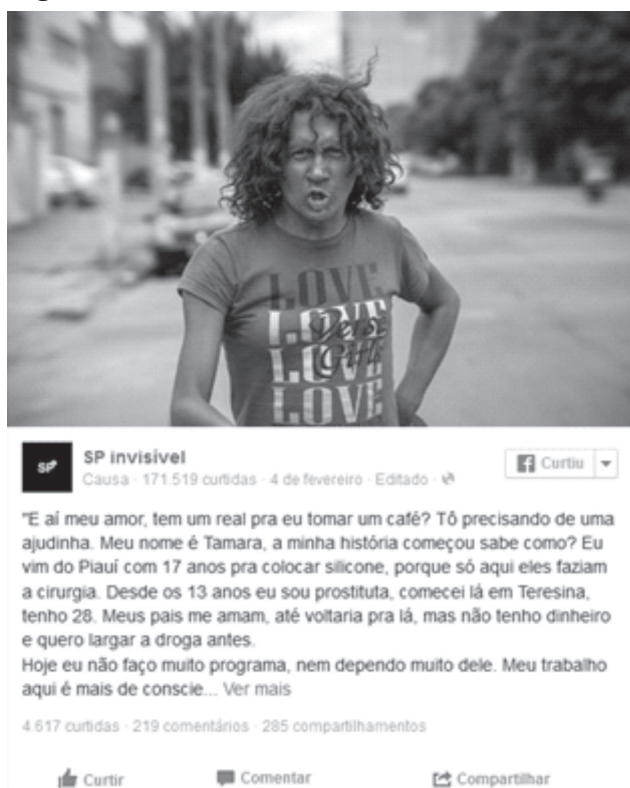 LOVE
LOVE
Derse
Girls
LOVE
LOVE
SP
SP invisível
Curtiu
Causa · 171.519 curtidas · 4 de fevereiro · Editado ·
"E aí meu amor, tem um real pra eu tomar um café? Tô precisando de uma
ajudinha. Meu nome é Tamara, a minha história começou sabe como? Eu
vim do Piauí com 17 anos pra colocar silicone, porque só aqui eles faziam
a cirurgia. Desde os 13 anos eu sou prostituta, comecei lá em Teresina,
tenho 28. Meus pais me amam, até voltaria pra lá, mas não tenho dinheiro
e quero largar a droga antes.
Hoje eu não faço muito programa, nem dependo muito dele. Meu trabalho
aqui é mais de conscie... Ver mais
4.617 curtidas · 219 comentários · 285 compartilhamentos
Curtir
Comentar
Compartilhar